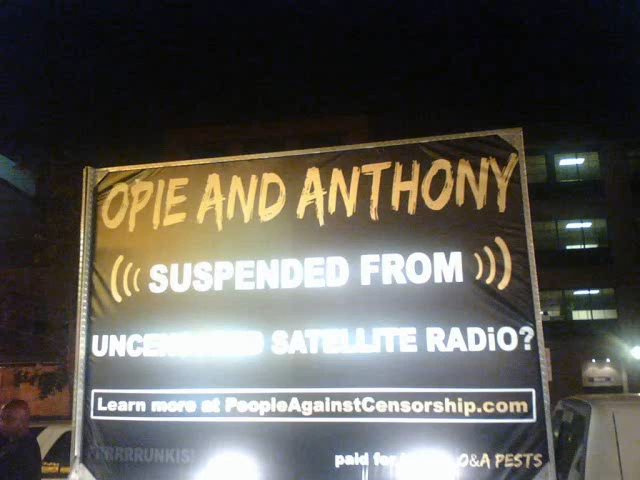 OPIE AND ANTHONY
SUSPENDED FROM
SATELLITE RADiO?
Learn more at PeopleAgainstCensorship.com
paid for O&A PESTS